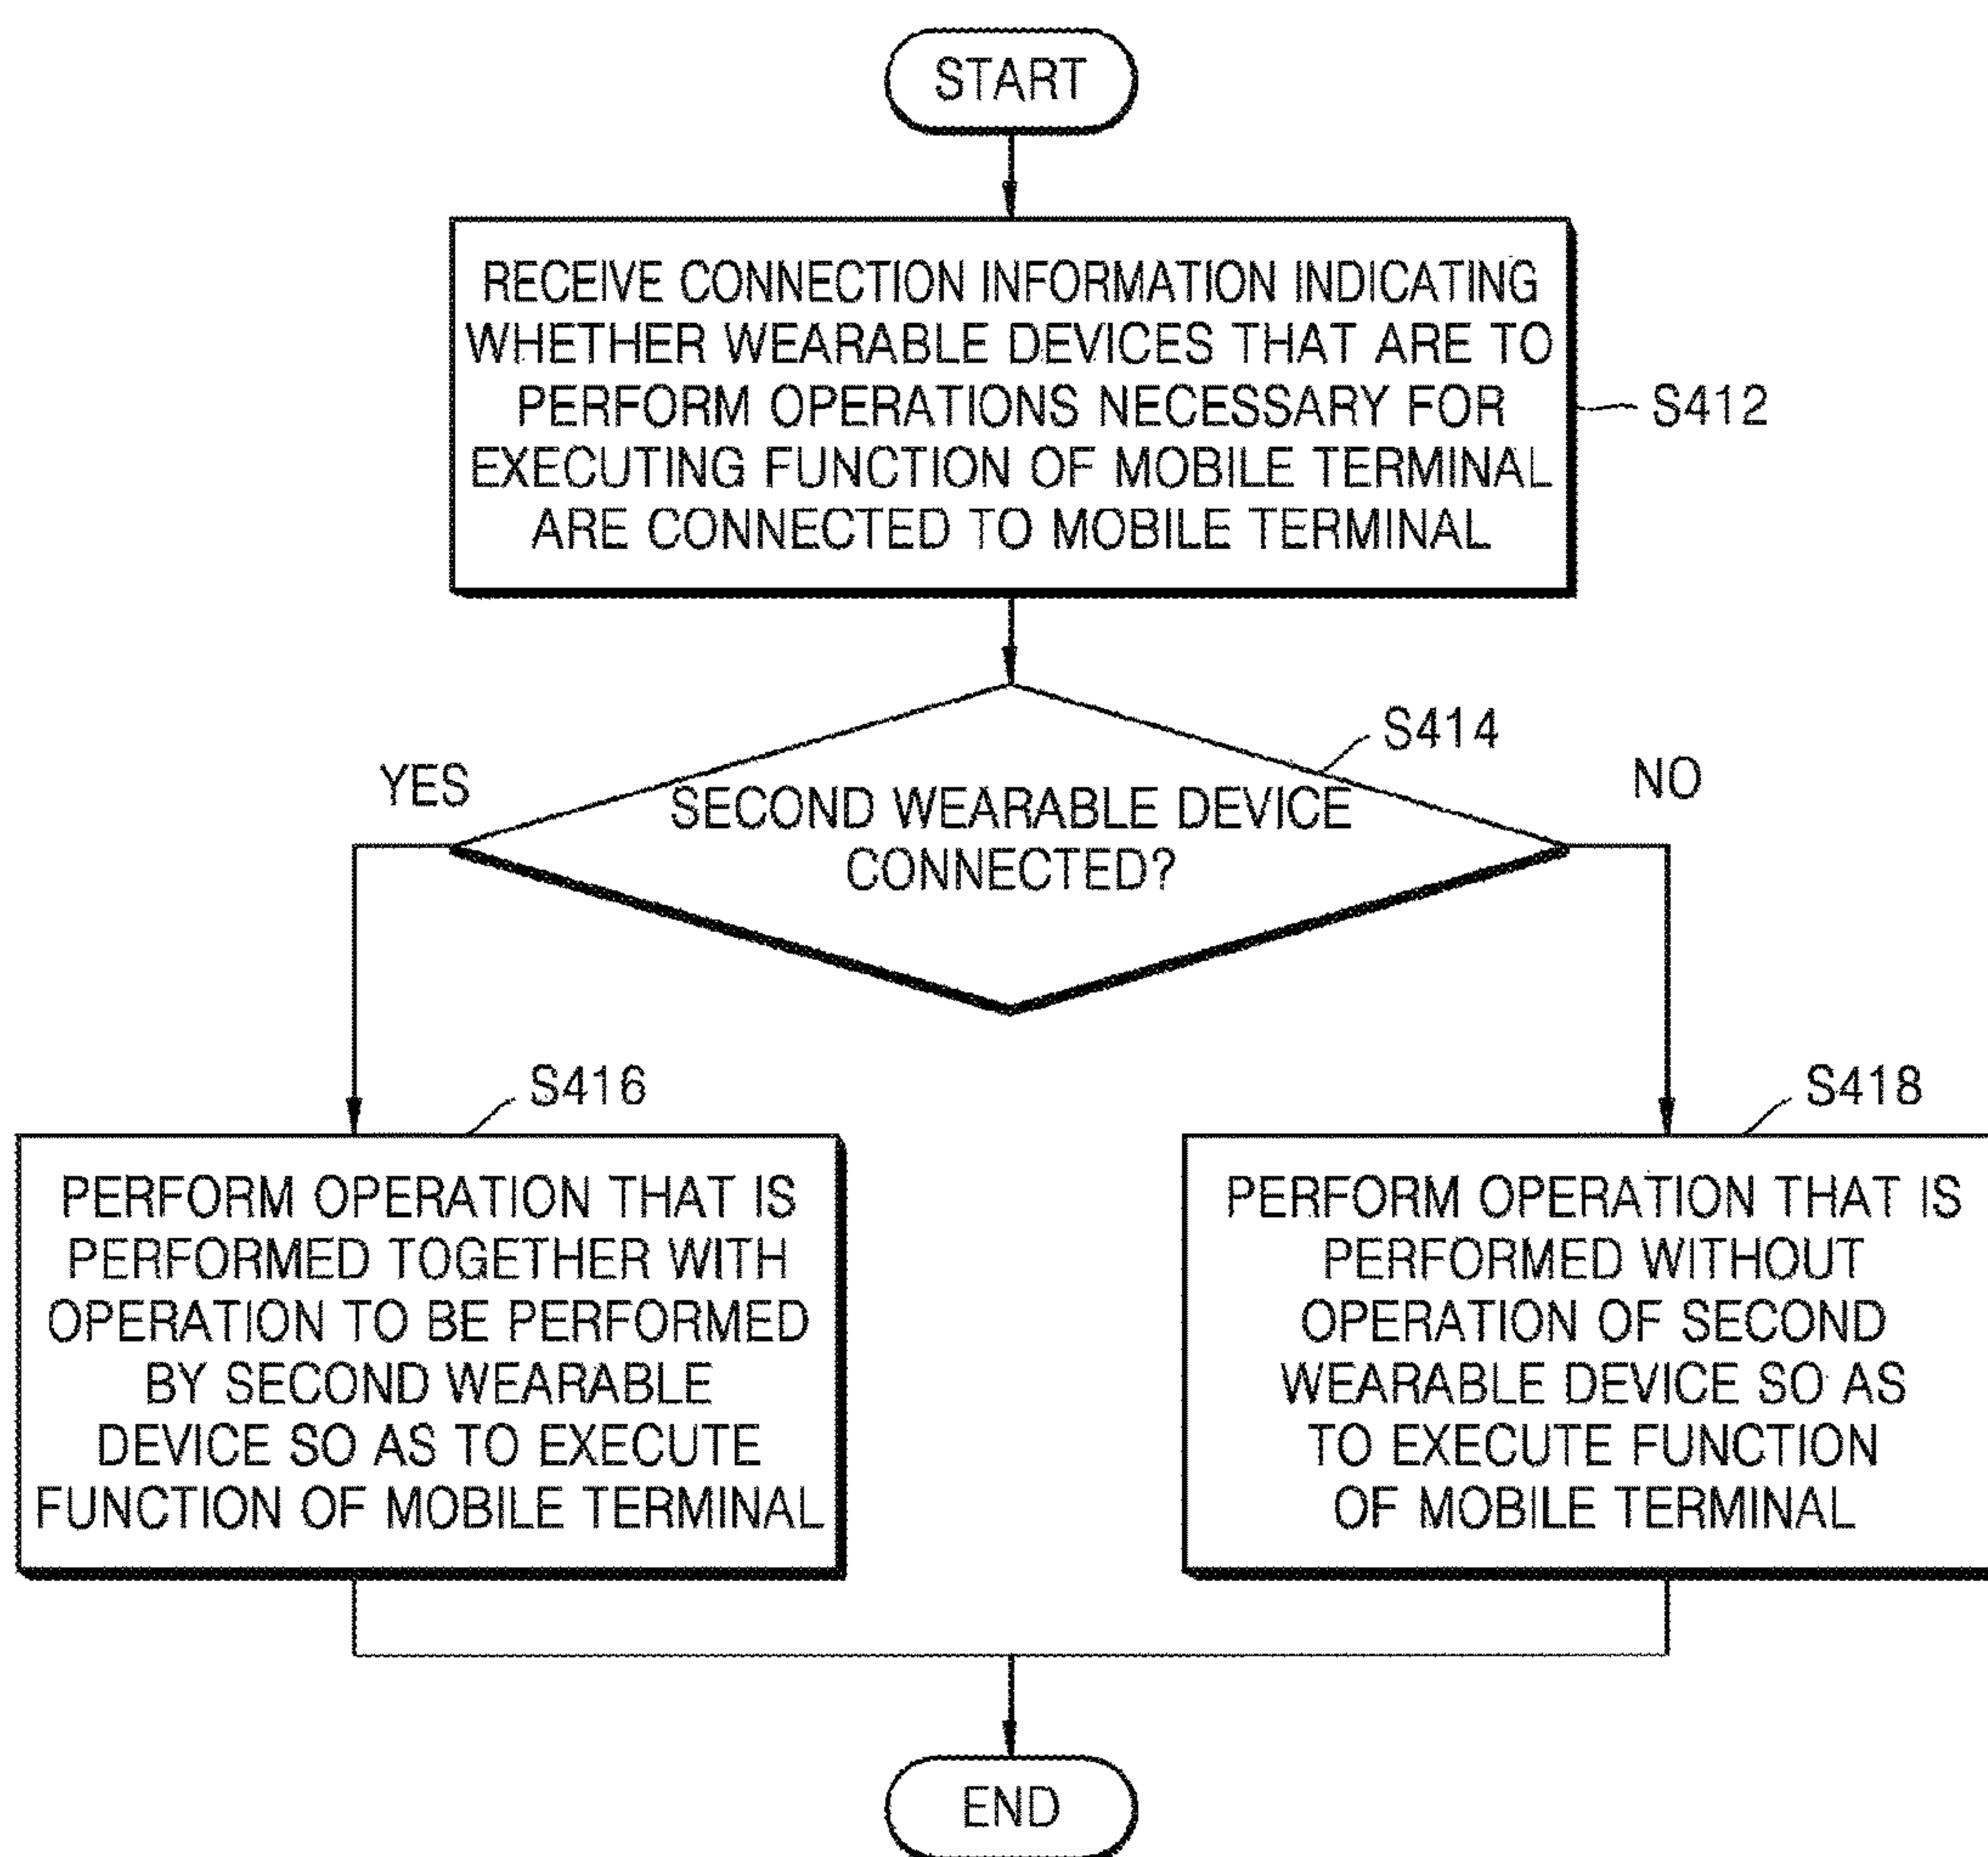 START
RECEIVE CONNECTION INFORMATION INDICATING
WHETHER WEARABLE DEVICES THAT ARE TO
PERFORM OPERATIONS NECESSARY FOR
EXECUTING FUNCTION OF MOBILE TERMINAL
ARE CONNECTED TO MOBILE TERMINAL
S412
S414
YES
NO
SECOND WEARABLE DEVICE
CONNECTED?
S416
PERFORM OPERATION THAT IS
PERFORMED TOGETHER WITH
OPERATION TO BE PERFORMED
BY SECOND WEARABLE
DEVICE SO AS TO EXECUTE
FUNCTION OF MOBILE TERMINAL
S418
PERFORM OPERATION THAT IS
PERFORMED WITHOUT
OPERATION OF SECOND
WEARABLE DEVICE SO AS
TO EXECUTE FUNCTION
OF MOBILE TERMINAL
END